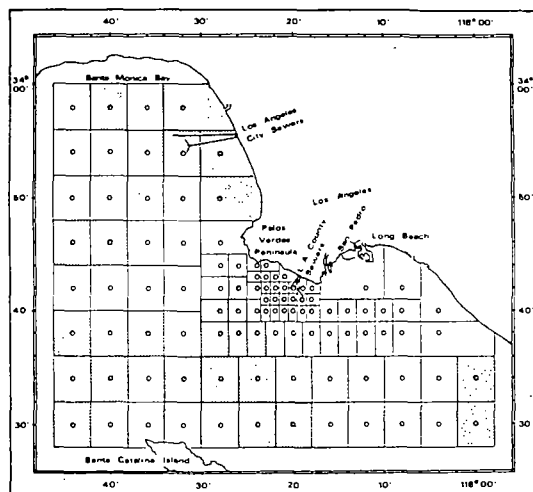 40' 30' 20' 10' 118° 00'
34° 00'
34° 00'
Santa Monica Bay
Los Angeles
City Sewers
50'
50'
Los Angeles
San Pedro
Long Beach
Palos
Verdes
Peninsula
L A County
Sewers
40'
40'
30'
30'
Santa Catalina Island
40' 30' 20' 10' 118° 00'